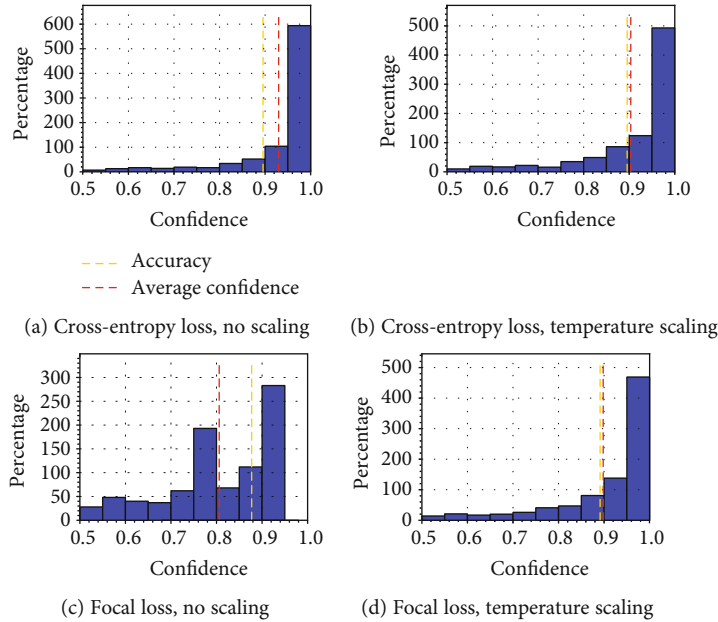 600
500
400
300
200
100
0
Percentage
0.5 0.6 0.7 0.8 0.9 1.0
Confidence
500
400
300
200
100
0
Percentage
0.5 0.6 0.7 0.8 0.9 1.0
Confidence
Accuracy
Average confidence
(a) Cross-entropy loss, no scaling
(b) Cross-entropy loss, temperature scaling
300
250
200
150
100
50
0
Percentage
0.5 0.6 0.7 0.8 0.9 1.0
Confidence
500
400
300
200
100
0
Percentage
0.5 0.6 0.7 0.8 0.9 1.0
Confidence
(c) Focal loss, no scaling
(d) Focal loss, temperature scaling